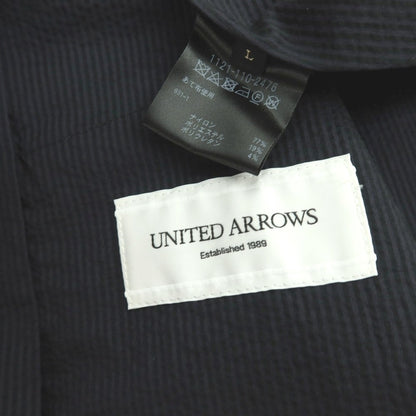 L
1121-110-2476
あて布使用
ナイロン 77%
ポリエステル 19%
ポリウレタン 4%
UNITED ARROWS
Established 1989